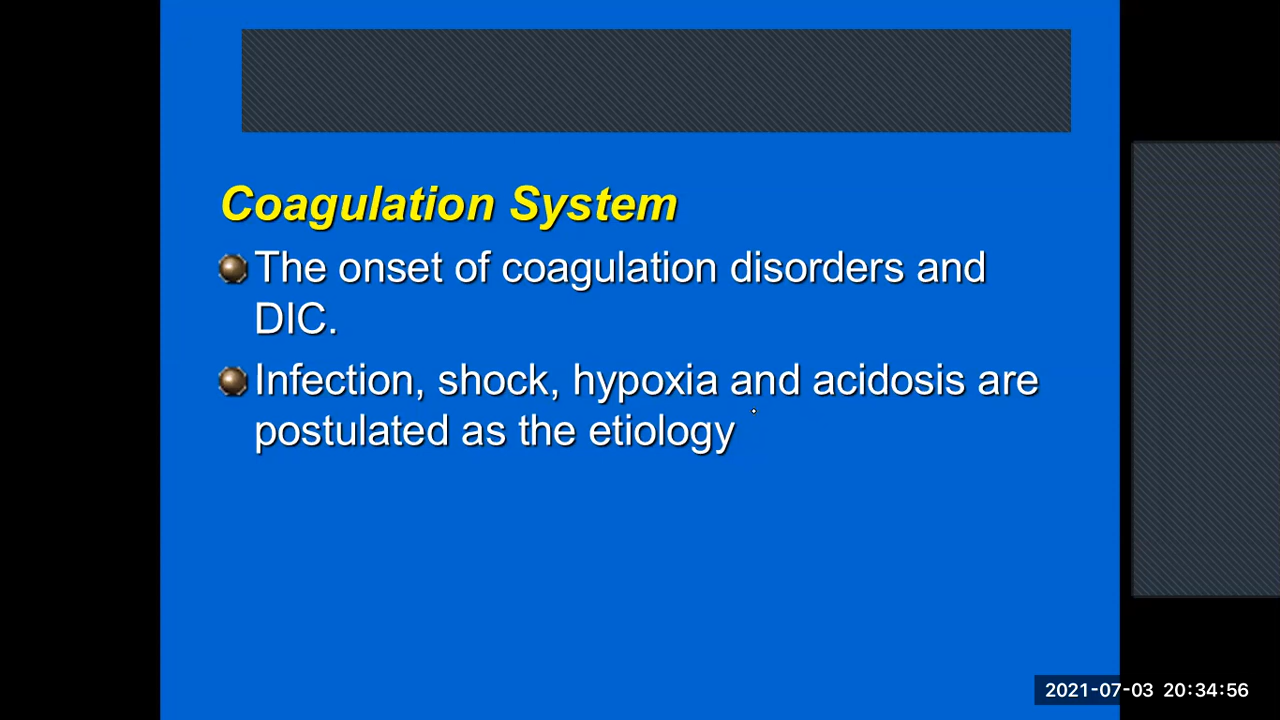 Coagulation System
The onset of coagulation disorders and
DIC.
Infection, shock, hypoxia and acidosis are
postulated as the etiology
2021-07-03 20:34:56